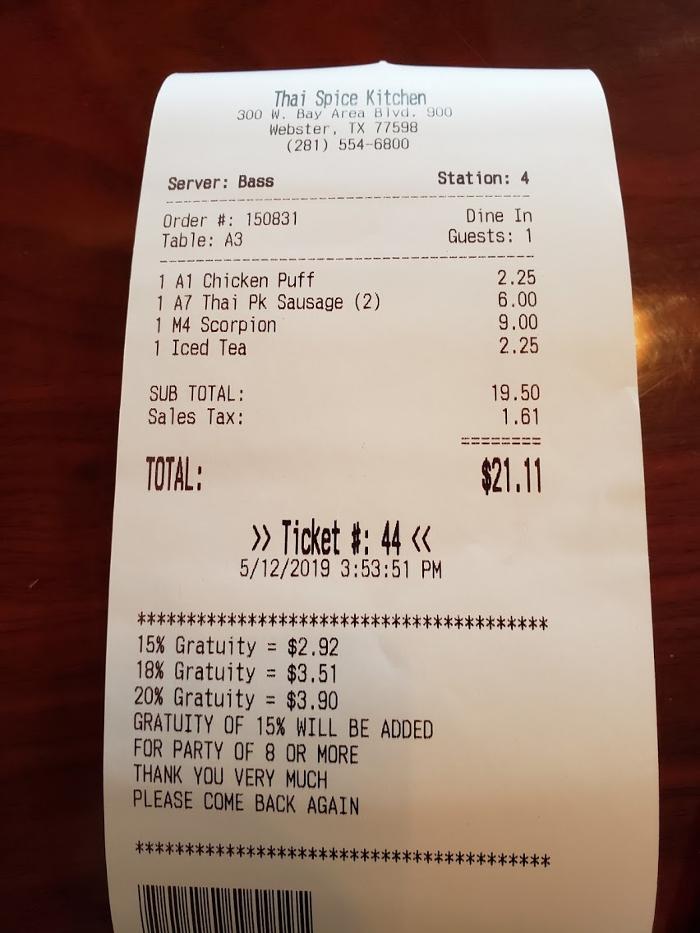 Thai Spice Kitchen
300 W. Bay Area Blvd. 900
Webster, TX 77598
(281) 554-6800
Server: Bass Station: 4
Order #: 150831 Dine In
Table: A3 Guests: 1
1 A1 Chicken Puff 2.25
1 A7 Thai Pk Sausage (2) 6.00
1 M4 Scorpion 9.00
1 Iced Tea 2.25
SUB TOTAL: 19.50
Sales Tax: 1.61
========
TOTAL: $21.11
>> Ticket #: 44 <<
5/12/2019 3:53:51 PM
****************************************
15% Gratuity = $2.92
18% Gratuity = $3.51
20% Gratuity = $3.90
GRATUITY OF 15% WILL BE ADDED
FOR PARTY OF 8 OR MORE
THANK YOU VERY MUCH
PLEASE COME BACK AGAIN
****************************************